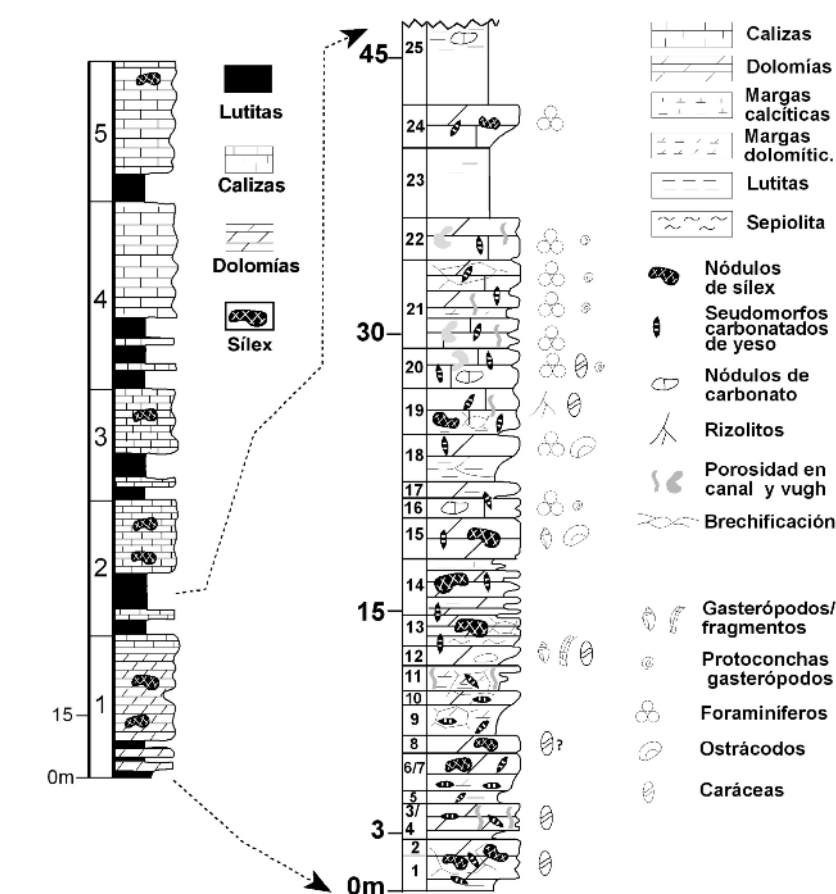 5
4
3
2
1
15
0m
Lutitas
Calizas
Dolomías
Sílex
45
30
15
3
0m
25
24
23
22
21
20
19
18
17
16
15
14
13
12
11
10
9
8
6/7
5
3/
4
2
1
?
Calizas
Dolomías
Margas
calcíticas
Margas
dolomític.
Lutitas
Sepiolita
Nódulos
de sílex
Seudomorfos
carbonatados
de yeso
Nódulos de
carbonato
Rizolitos
Porosidad en
canal y vugh
Brechificación
Gasterópodos/
fragmentos
Protoconchas
gasterópodos
Foraminíferos
Ostrácodos
Caráceas